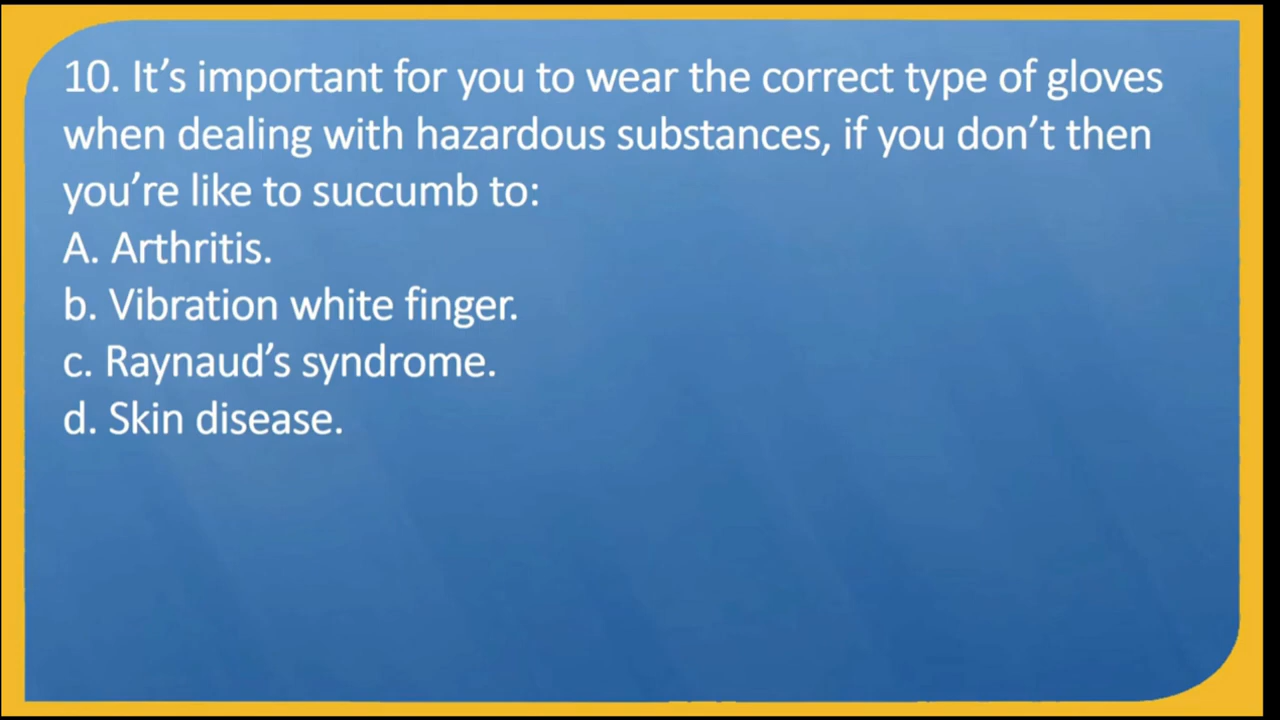 10. It’s important for you to wear the correct type of gloves
when dealing with hazardous substances, if you don’t then
you’re like to succumb to:
A. Arthritis.
b. Vibration white finger.
c. Raynaud’s syndrome.
d. Skin disease.